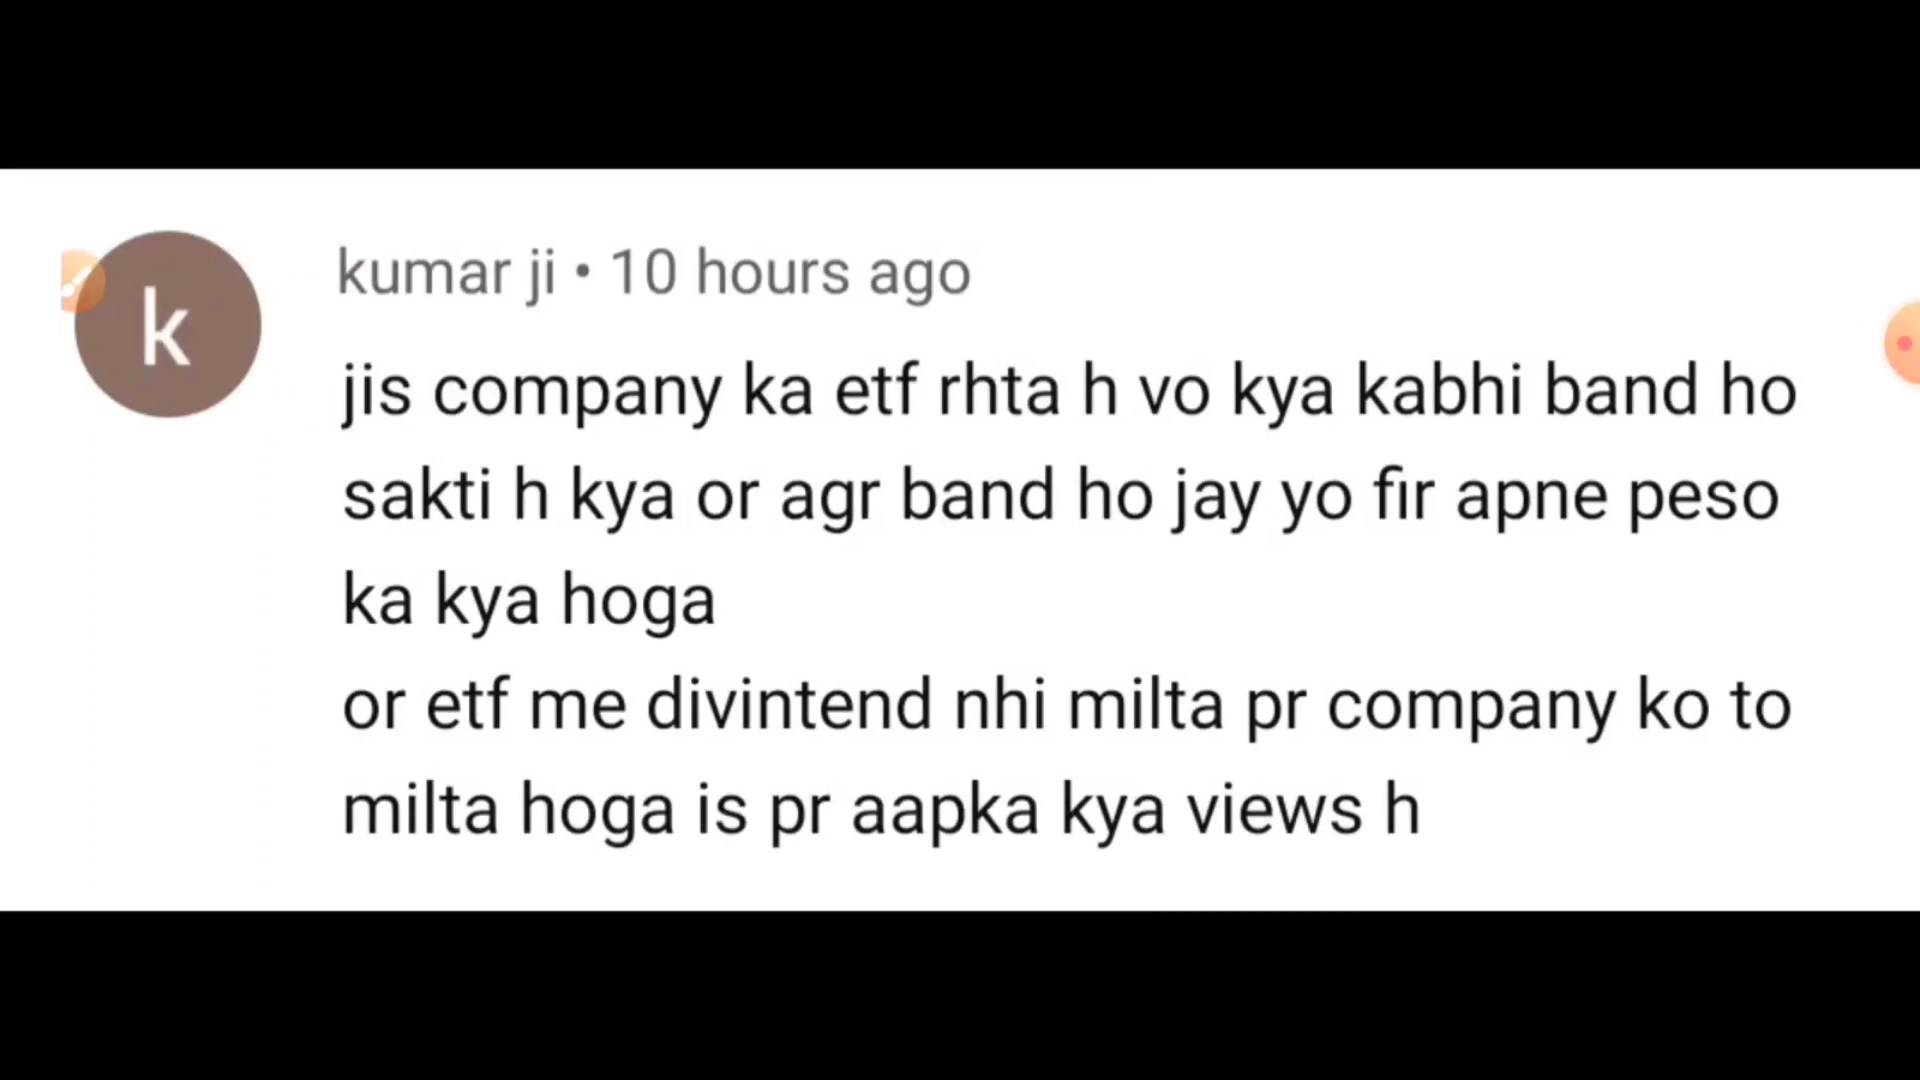 k
kumar ji • 10 hours ago
jis company ka etf rhta h vo kya kabhi band ho
sakti h kya or agr band ho jay yo fir apne peso
ka kya hoga
or etf me divintend nhi milta pr company ko to
milta hoga is pr aapka kya views h